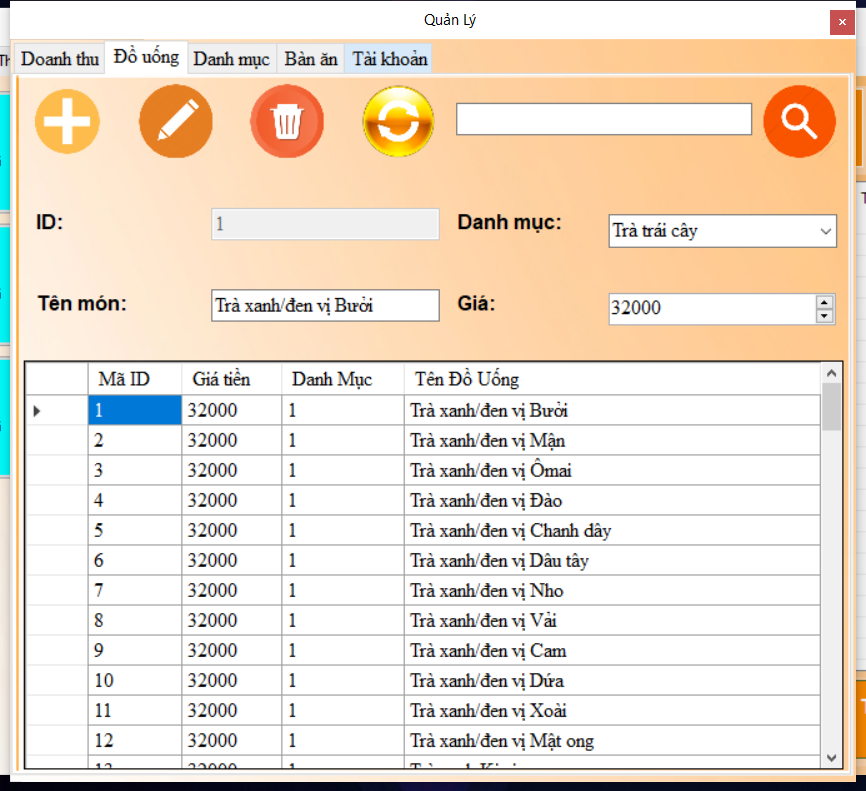 Quản Lý
Doanh thu Đồ uống Danh mục Bàn ăn Tài khoản
ID: 1 Danh mục: Trà trái cây
Tên món: Trà xanh/đen vị Bưởi Giá: 32000
Mã ID Giá tiền Danh Mục Tên Đồ Uống
1 32000 1 Trà xanh/đen vị Bưởi
2 32000 1 Trà xanh/đen vị Mận
3 32000 1 Trà xanh/đen vị Ômai
4 32000 1 Trà xanh/đen vị Đào
5 32000 1 Trà xanh/đen vị Chanh dây
6 32000 1 Trà xanh/đen vị Dâu tây
7 32000 1 Trà xanh/đen vị Nho
8 32000 1 Trà xanh/đen vị Vải
9 32000 1 Trà xanh/đen vị Cam
10 32000 1 Trà xanh/đen vị Dứa
11 32000 1 Trà xanh/đen vị Xoài
12 32000 1 Trà xanh/đen vị Mật ong